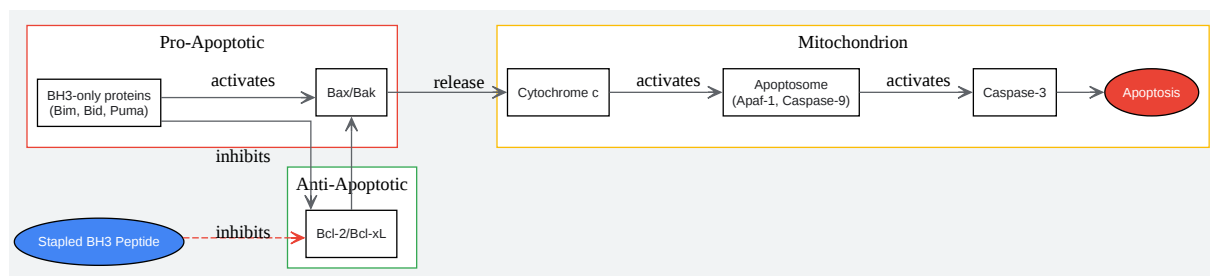 Pro-Apoptotic
Mitochondrion
BH3-only proteins
(Bim, Bid, Puma)
activates
Bax/Bak
release
Cytochrome c
activates
Apoptosome
(Apaf-1, Caspase-9)
activates
Caspase-3
Apoptosis
inhibits
Anti-Apoptotic
Stapled BH3 Peptide
inhibits
Bcl-2/Bcl-xL